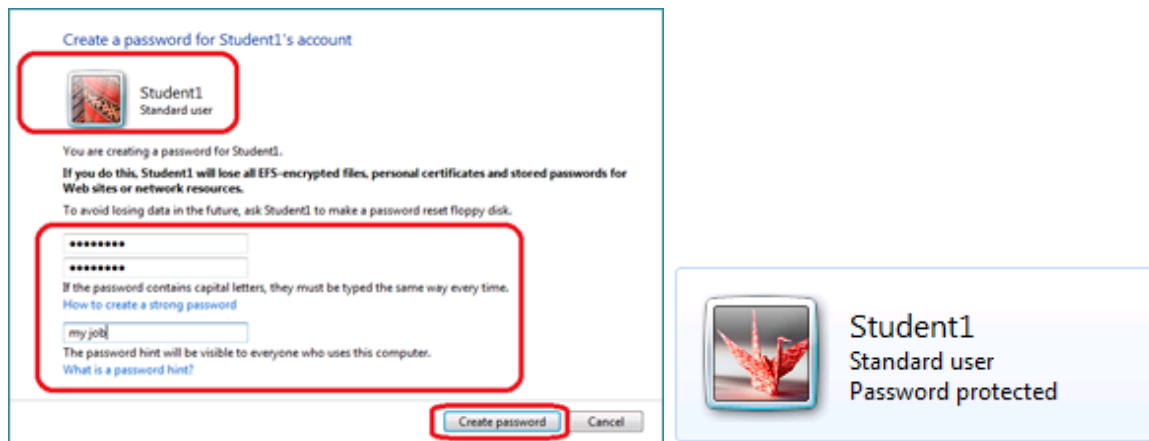 Create a password for Student1's account
Student1
Standard user
You are creating a password for Student1.
If you do this, Student1 will lose all EFS-encrypted files, personal certificates and stored passwords for
Web sites or network resources.
To avoid losing data in the future, ask Student1 to make a password reset floppy disk.
••••••••
••••••••
If the password contains capital letters, they must be typed the same way every time.
How to create a strong password
my job
The password hint will be visible to everyone who uses this computer.
What is a password hint?
Create password
Cancel
Student1
Standard user
Password protected